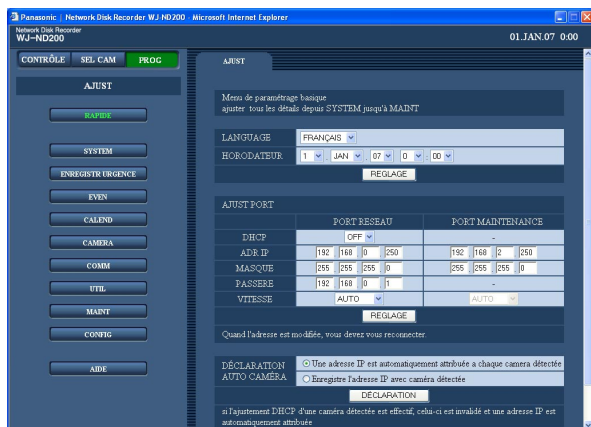 Panasonic | Network Disk Recorder WJ-ND200 - Microsoft Internet Explorer
Network Disk Recorder
WJ-ND200
01.JAN.07 0:00
CONTRÔLE SEL CAM PROG
AJUST
RAPIDE
SYSTEM
ENREGISTR URGENCE
EVEN
CALEND
CAMERA
COMM
UTIL
MAINT
CONFIG
AIDE
AJUST
Menu de paramétrage basique
ajuster tous les détails depuis SYSTEM jusqu'à MAINT
LANGUAGE FRANÇAIS
HORODATEUR 1 . JAN . 07 0 : 00
REGLAGE
AJUST PORT
PORT RESEAU PORT MAINTENANCE
DHCP OFF -
ADR IP 192 . 168 . 0 . 250 192 . 168 . 2 . 250
MASQUE 255 . 255 . 255 . 0 255 . 255 . 255 . 0
PASSERE 192 . 168 . 0 . 1 -
VITESSE AUTO AUTO
REGLAGE
Quand l'adresse est modifiée, vous devez vous reconnecter.
DÉCLARATION
AUTO CAMÉRA
Une adresse IP est automatiquement attribuée a chaque camera détectée
Enregistre l'adresse IP avec caméra détectée
DÉCLARATION
si l'ajustement DHCP d'une caméra détectée est effectif, celui-ci est invalidé et une adresse IP est
automatiquement attribuée